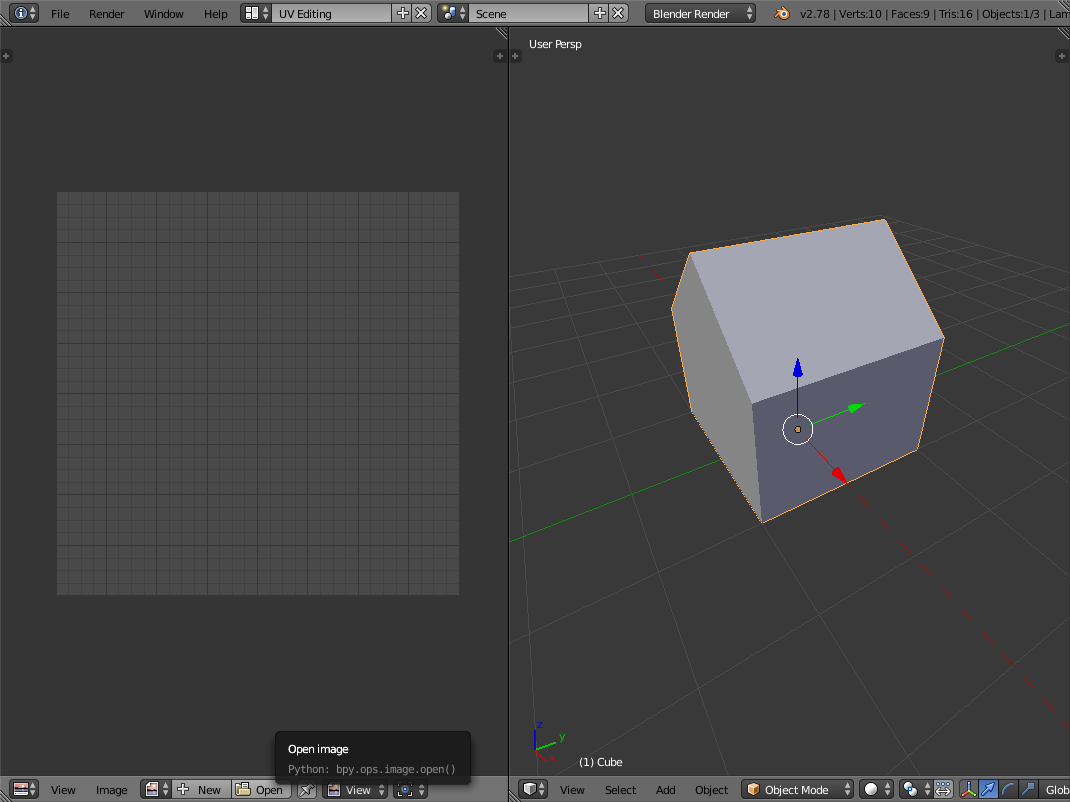 File Render Window Help UV Editing Scene Blender Render v2.78 | Verts:10 | Faces:9 | Tris:16 | Objects:1/3 | Lam
User Persp
z
y
x
(1) Cube
Open image
Python: bpy.ops.image.open()
View Image New Open View
View Select Add Object Object Mode Glob